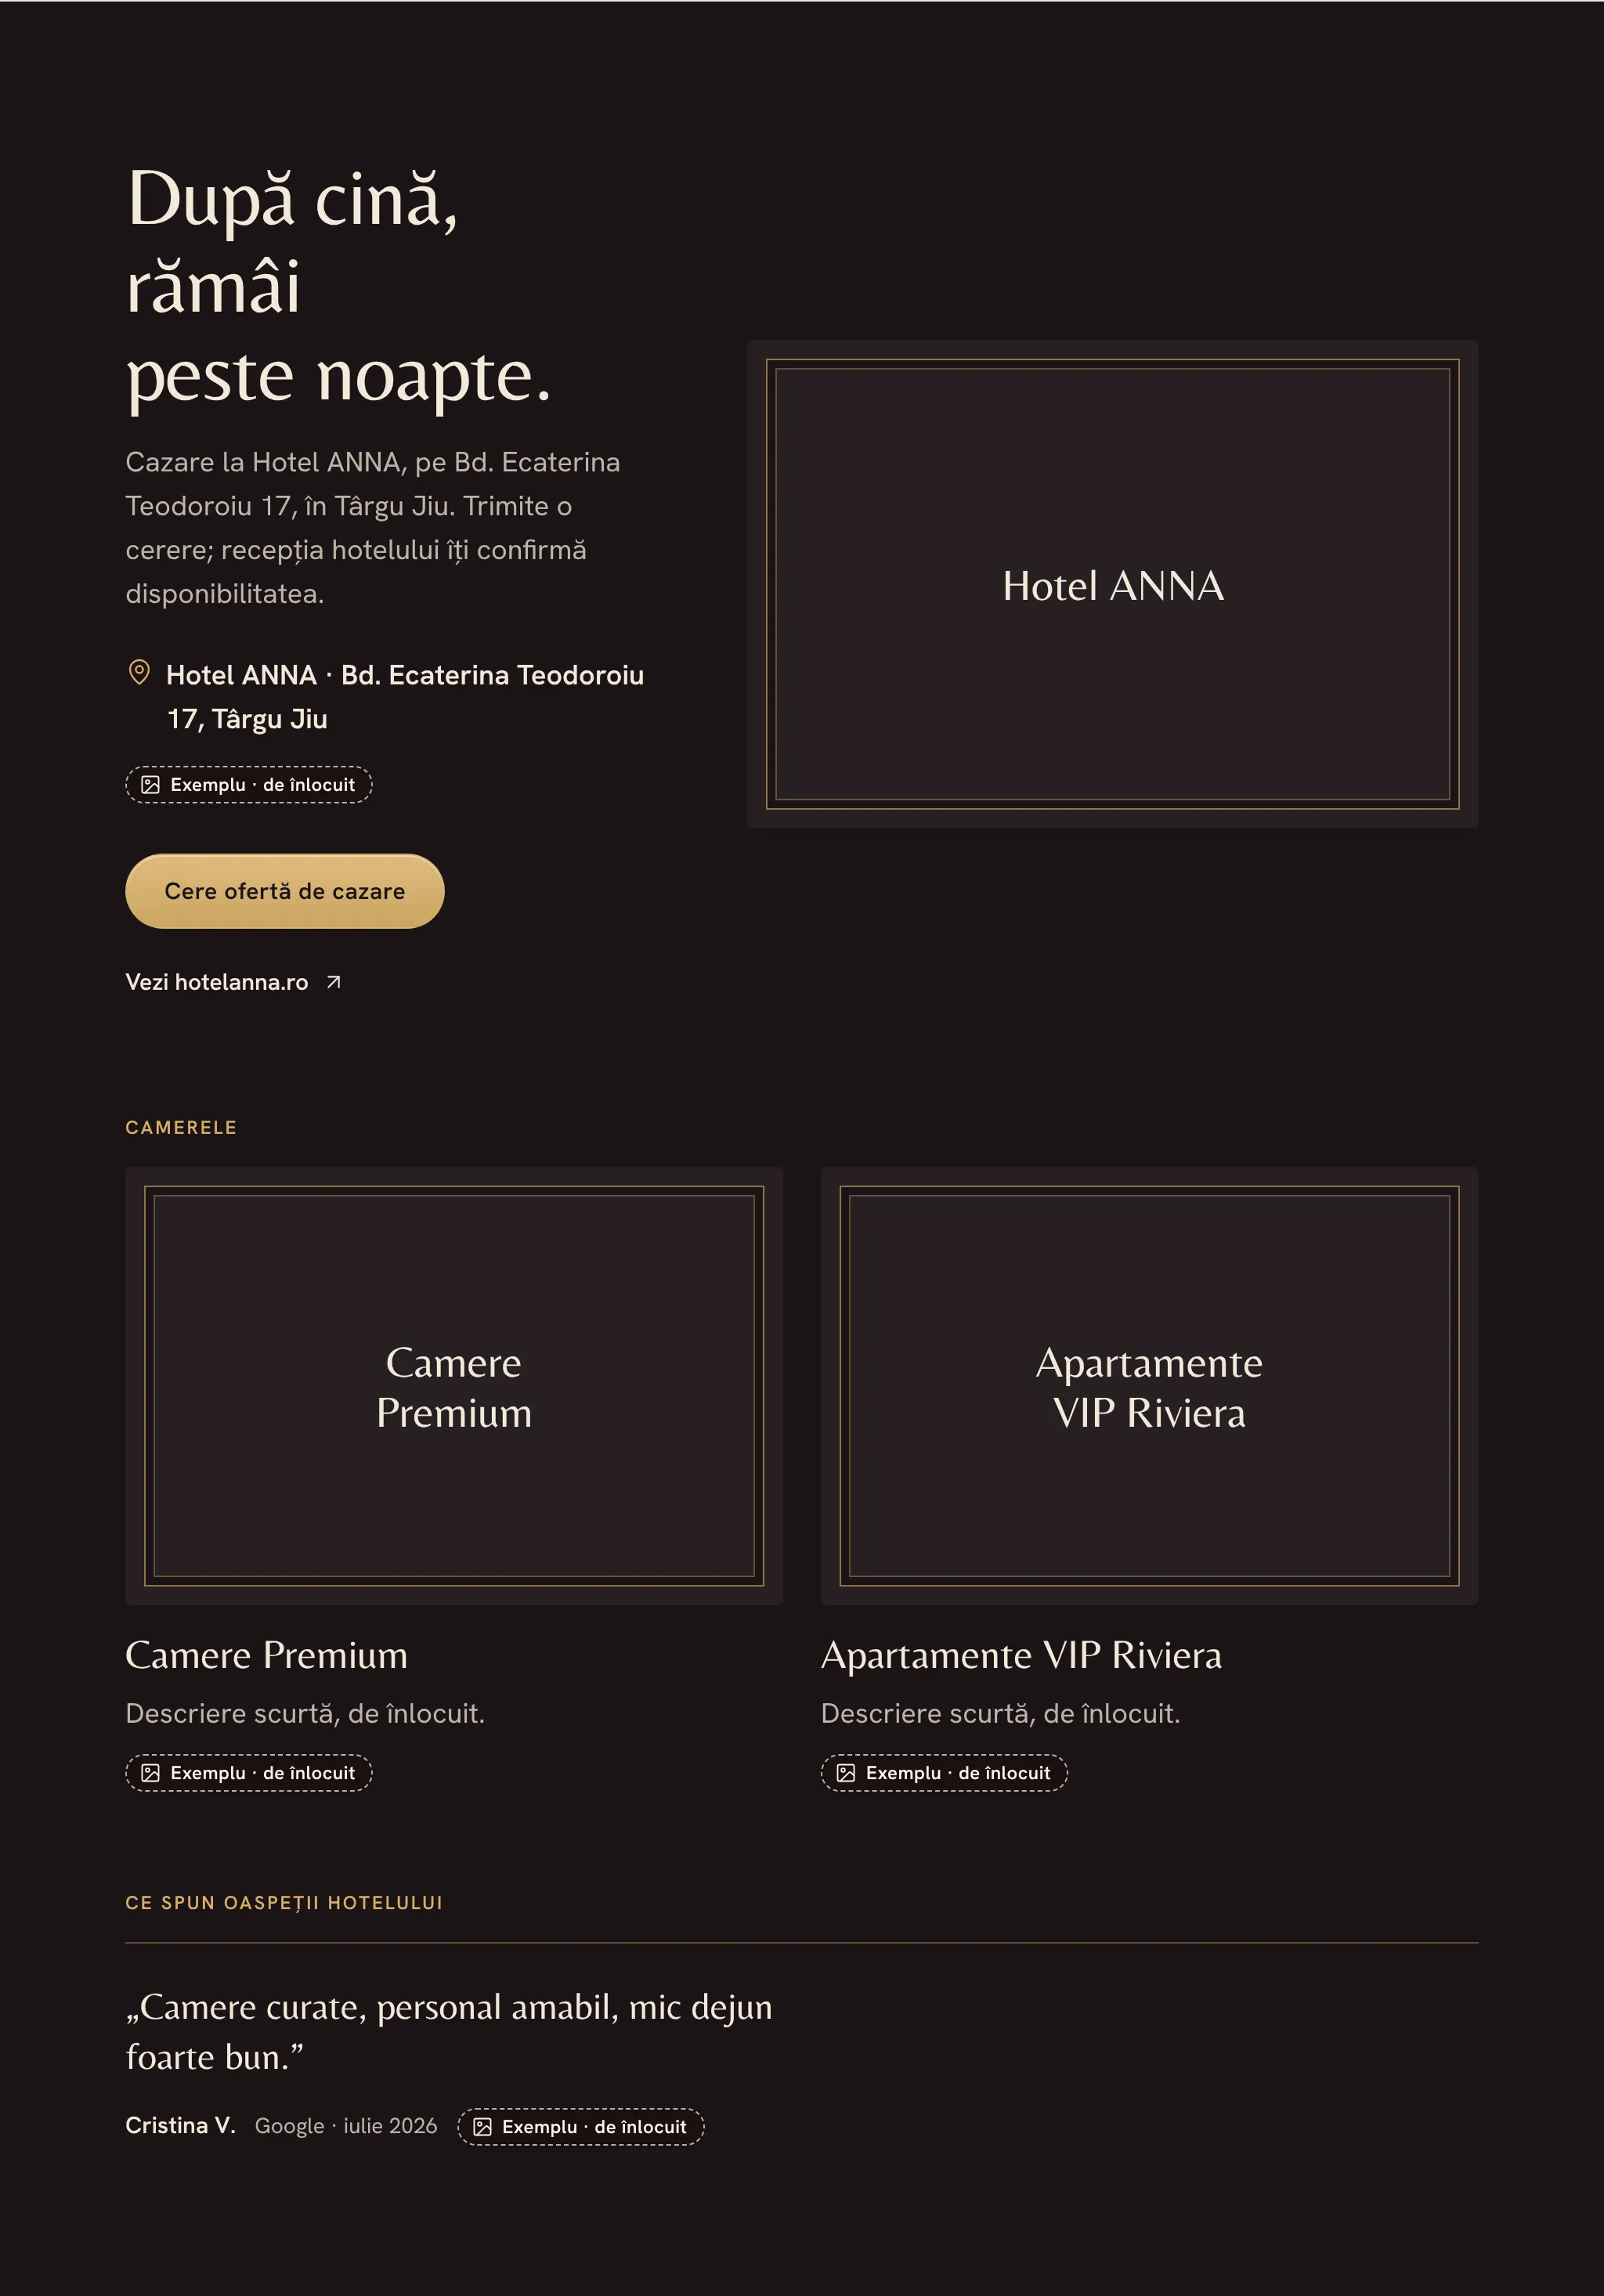 După cină,
rămâi
peste noapte.
Cazare la Hotel ANNA, pe Bd. Ecaterina
Teodoroiu 17, în Târgu Jiu. Trimite o
cerere; recepția hotelului îți confirmă
disponibilitatea.
Hotel ANNA · Bd. Ecaterina Teodoroiu
17, Târgu Jiu
Exemplu · de înlocuit
Cere ofertă de cazare
Vezi hotelanna.ro
Hotel ANNA
CAMERELE
Camere
Premium
Camere Premium
Descriere scurtă, de înlocuit.
Exemplu · de înlocuit
Apartamente
VIP Riviera
Apartamente VIP Riviera
Descriere scurtă, de înlocuit.
Exemplu · de înlocuit
CE SPUN OASPEȚII HOTELULUI
„Camere curate, personal amabil, mic dejun
foarte bun.”
Cristina V. Google · iulie 2026 Exemplu · de înlocuit